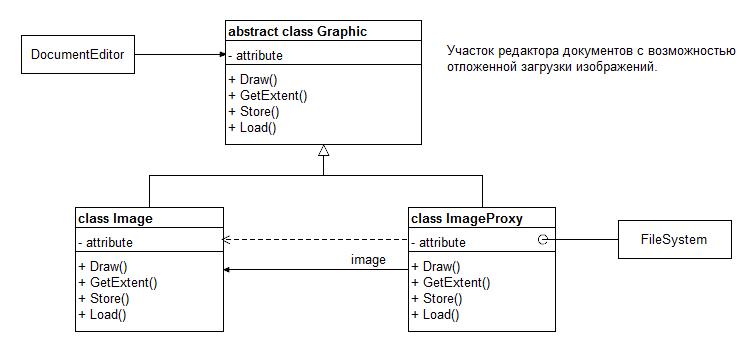 abstract class Graphic
DocumentEditor
- attribute
Участок редактора документов с возможностью
отложенной загрузки изображений.
+ Draw()
+ GetExtent()
+ Store()
+ Load()
class Image
- attribute
+ Draw()
+ GetExtent()
+ Store()
+ Load()
image
class ImageProxy
- attribute
+ Draw()
+ GetExtent()
+ Store()
+ Load()
FileSystem